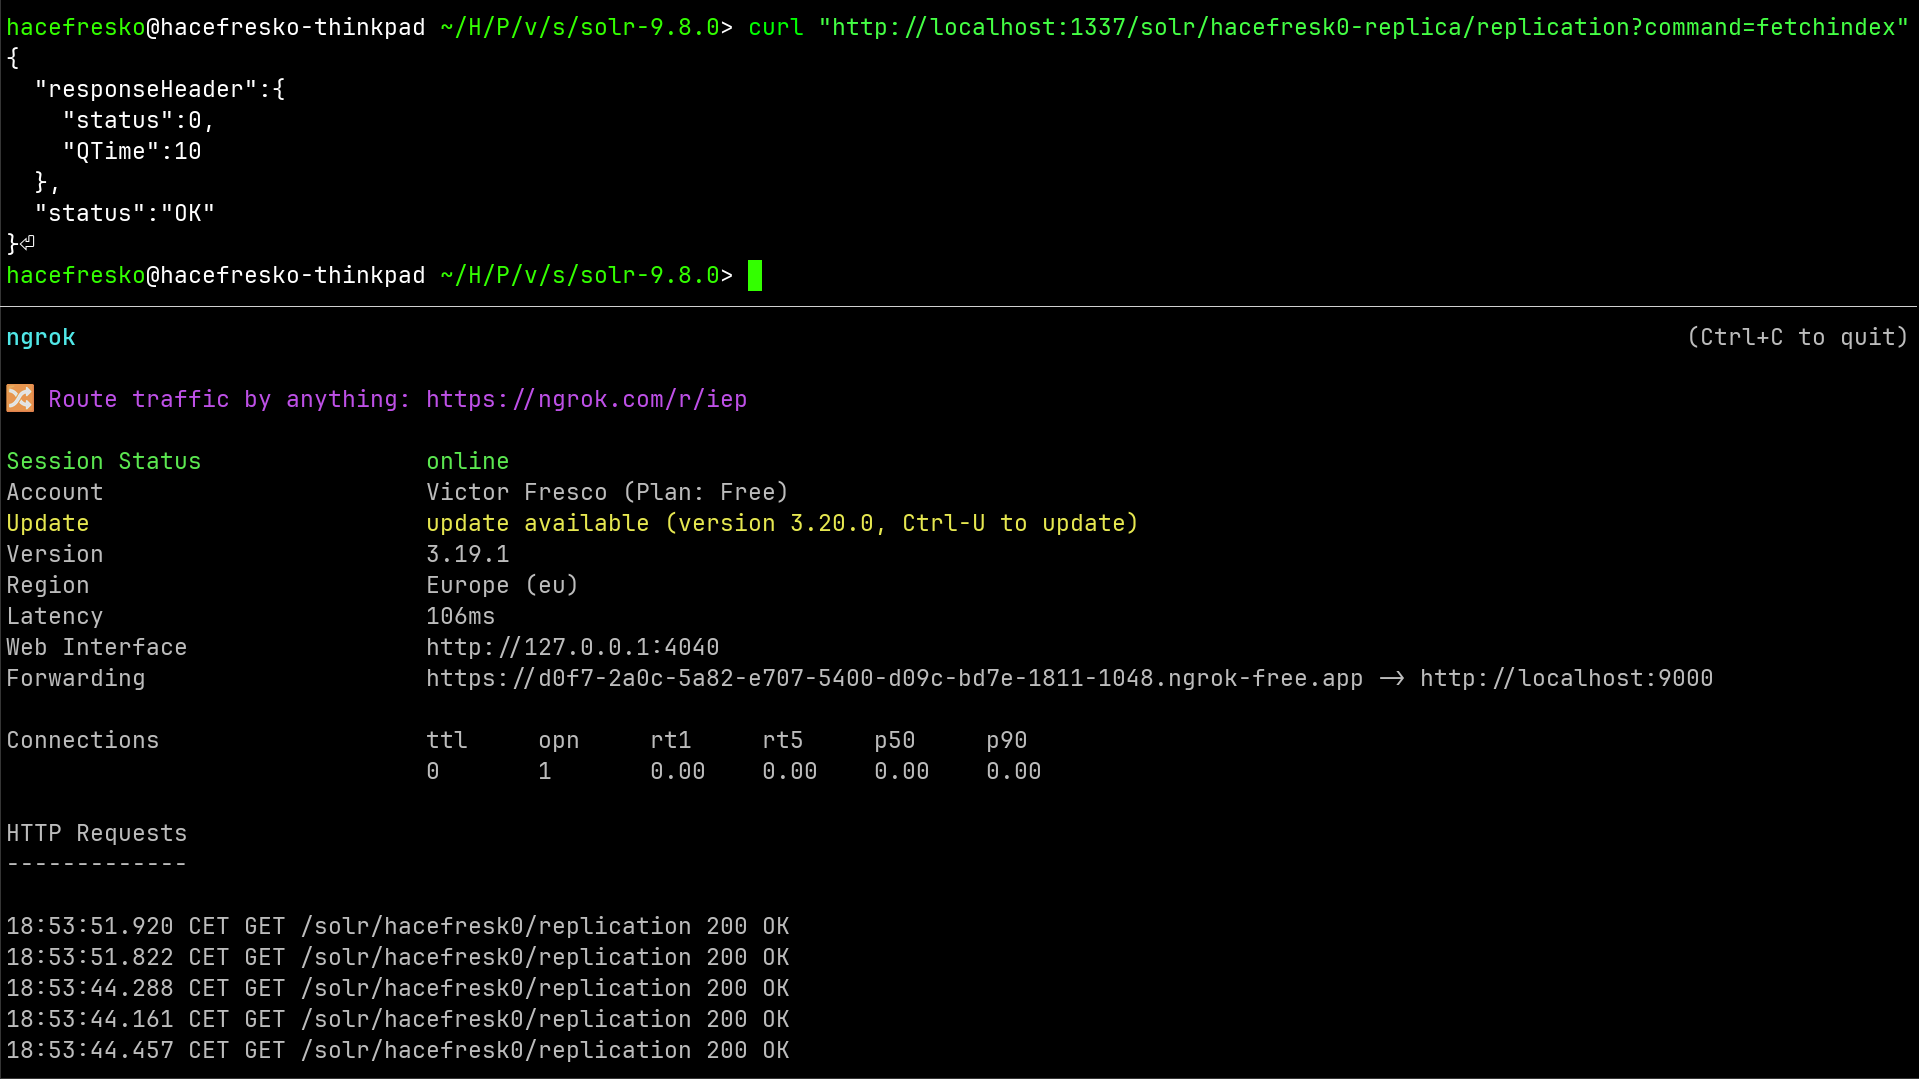 hacefresko@hacefresko-thinkpad ~/H/P/v/s/solr-9.8.0> curl "http://localhost:1337/solr/hacefresk0-replica/replication?command=fetchindex"
{
  "responseHeader":{
    "status":0,
    "QTime":10
  },
  "status":"OK"
}⏎
hacefresko@hacefresko-thinkpad ~/H/P/v/s/solr-9.8.0>
ngrok (Ctrl+C to quit)
🔀 Route traffic by anything: https://ngrok.com/r/iep
Session Status online
Account Victor Fresco (Plan: Free)
Update update available (version 3.20.0, Ctrl-U to update)
Version 3.19.1
Region Europe (eu)
Latency 106ms
Web Interface http://127.0.0.1:4040
Forwarding https://d0f7-2a0c-5a82-e707-5400-d09c-bd7e-1811-1048.ngrok-free.app -> http://localhost:9000
Connections ttl opn rt1 rt5 p50 p90
0 1 0.00 0.00 0.00 0.00
HTTP Requests
-------------
18:53:51.920 CET GET /solr/hacefresk0/replication 200 OK
18:53:51.822 CET GET /solr/hacefresk0/replication 200 OK
18:53:44.288 CET GET /solr/hacefresk0/replication 200 OK
18:53:44.161 CET GET /solr/hacefresk0/replication 200 OK
18:53:44.457 CET GET /solr/hacefresk0/replication 200 OK